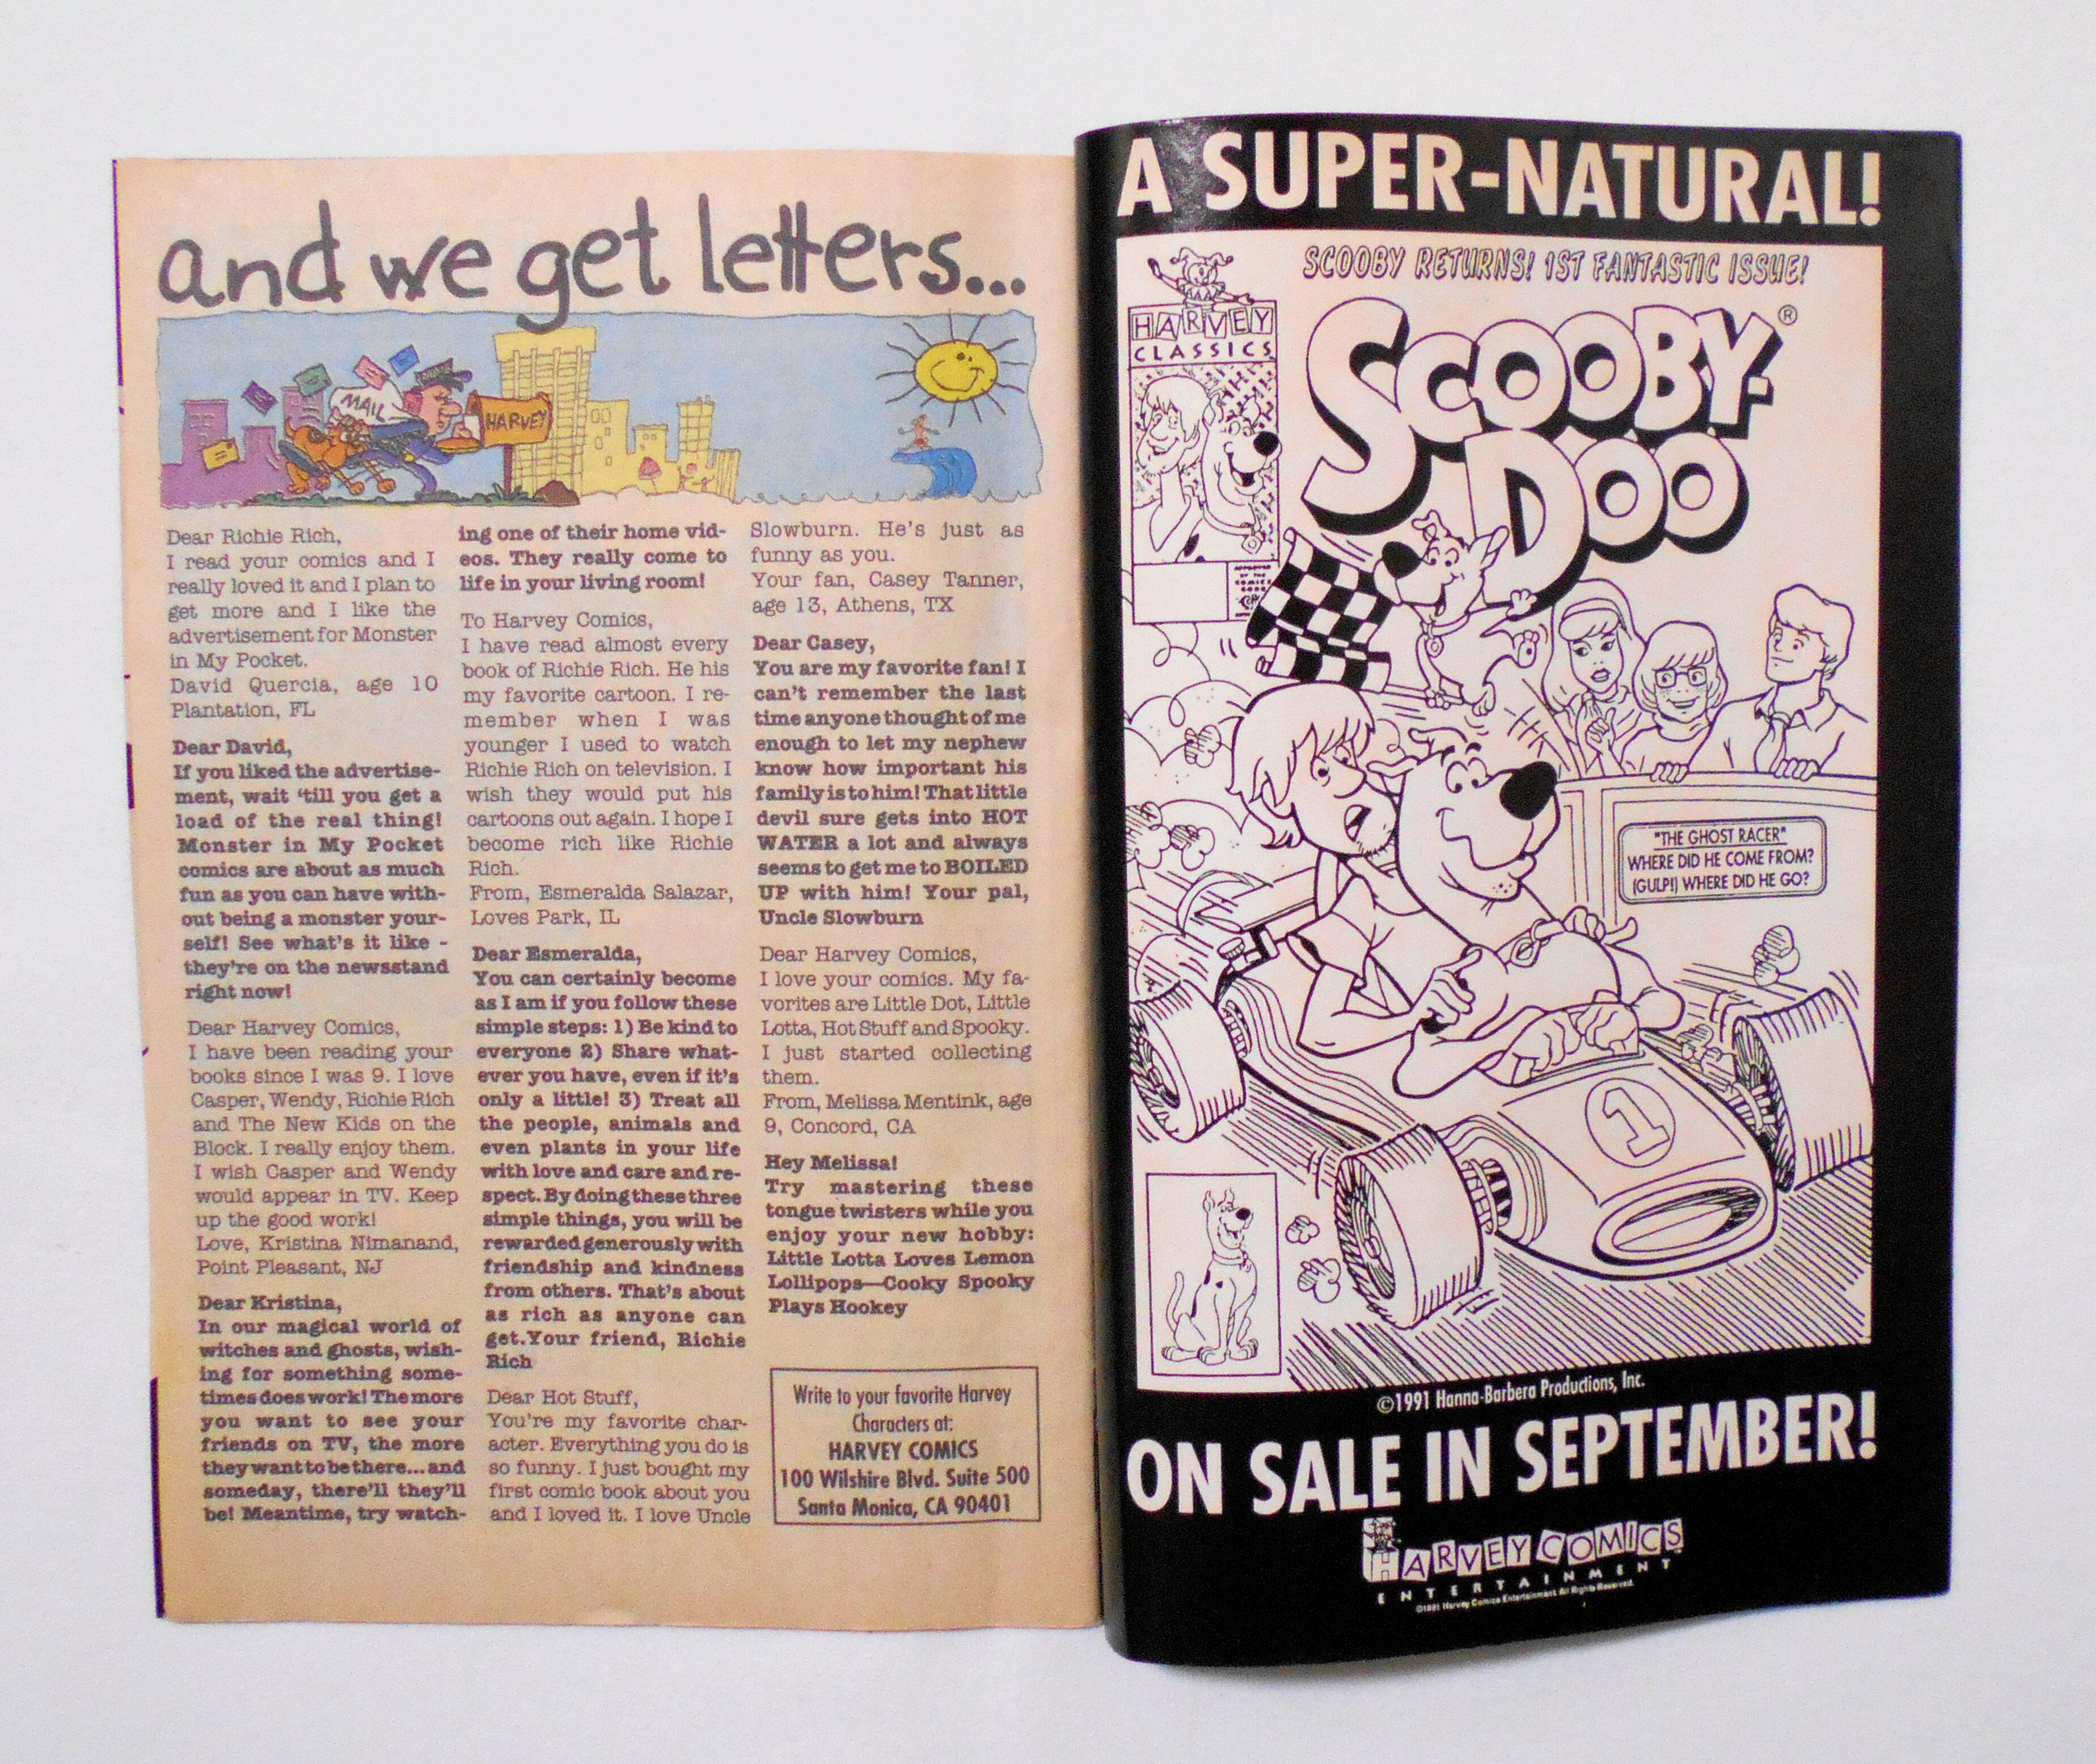 and we get letters...
MAIL
HARVEY
Dear Richie Rich,
I read your comics and I
really loved it and I plan to
get more and I like the
advertisement for Monster
in My Pocket.
David Quercia, age 10
Plantation, FL
Dear David,
If you liked the advertise-
ment, wait 'till you get a
load of the real thing!
Monster in My Pocket
comics are about as much
fun as you can have with-
out being a monster your-
self! See what's it like -
they're on the newsstand
right now!
Dear Harvey Comics,
I have been reading your
books since I was 9. I love
Casper, Wendy, Richie Rich
and The New Kids on the
Block. I really enjoy them.
I wish Casper and Wendy
would appear in TV. Keep
up the good work!
Love, Kristina Nimanand,
Point Pleasant, NJ
Dear Kristina,
In our magical world of
witches and ghosts, wish-
ing for something some-
times does work! The more
you want to see your
friends on TV, the more
they want to be there...and
someday, there'll they'll
be! Meantime, try watch-
ing one of their home vid-
eos. They really come to
life in your living room!
To Harvey Comics,
I have read almost every
book of Richie Rich. He his
my favorite cartoon. I re-
member when I was
younger I used to watch
Richie Rich on television. I
wish they would put his
cartoons out again. I hope I
become rich like Richie
Rich.
From, Esmeralda Salazar,
Loves Park, IL
Dear Esmeralda,
You can certainly become
as I am if you follow these
simple steps: 1) Be kind to
everyone 2) Share what-
ever you have, even if it's
only a little! 3) Treat all
the people, animals and
even plants in your life
with love and care and re-
spect. By doing these three
simple things, you will be
rewarded generously with
friendship and kindness
from others. That's about
as rich as anyone can
get. Your friend, Richie
Rich
Dear Hot Stuff,
You're my favorite char-
acter. Everything you do is
so funny. I just bought my
first comic book about you
and I loved it. I love Uncle
Slowburn. He's just as
funny as you.
Your fan, Casey Tanner,
age 13, Athens, TX
Dear Casey,
You are my favorite fan! I
can't remember the last
time anyone thought of me
enough to let my nephew
know how important his
family is to him! That little
devil sure gets into HOT
WATER a lot and always
seems to get me to BOILED
UP with him! Your pal,
Uncle Slowburn
Dear Harvey Comics,
I love your comics. My fa-
vorites are Little Dot, Little
Lotta, Hot Stuff and Spooky.
I just started collecting
them.
From, Melissa Mentink, age
9, Concord, CA
Hey Melissa!
Try mastering these
tongue twisters while you
enjoy your new hobby:
Little Lotta Loves Lemon
Lollipops—Cooky Spooky
Plays Hookey
Write to your favorite Harvey
Characters at:
HARVEY COMICS
100 Wilshire Blvd. Suite 500
Santa Monica, CA 90401
A SUPER-NATURAL!
SCOOBY RETURNS! 1ST FANTASTIC ISSUE!
HARVEY
CLASSICS
SCOOBY-
DOO®
APPROVED
BY THE
COMICS
CODE
"THE GHOST RACER"
WHERE DID HE COME FROM?
(GULP!) WHERE DID HE GO?
1
©1991 Hanna-Barbera Productions, Inc.
ON SALE IN SEPTEMBER!
HARVEY COMICS
ENTERTAINMENT™
©1991 Harvey Comics Entertainment. All Rights Reserved.